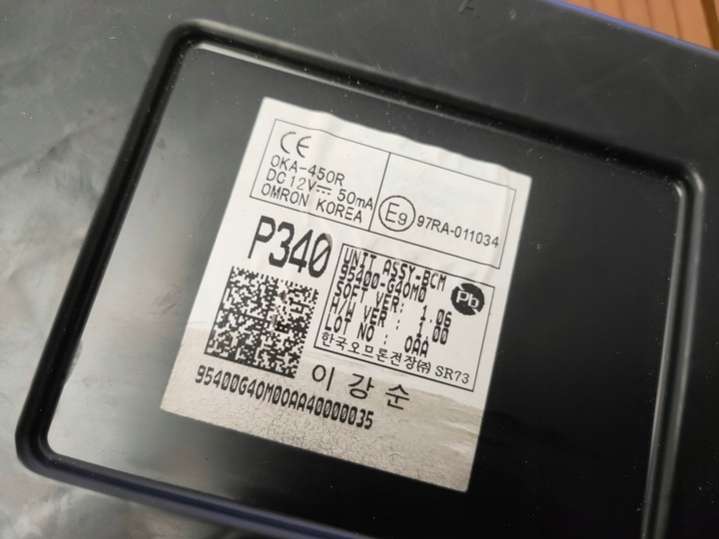 CE
OKA-450R
DC 12V⎓ 50mA
OMRON KOREA
E9 97RA-011034
P340
UNIT ASSY-BCM
95400-G40M0
SOFT VER: 1.06
H/W VER : 1.00
LOT NO : 0AA
한국오므론전장㈜ SR73
Pb
이강순
95400G40M00AA40000035